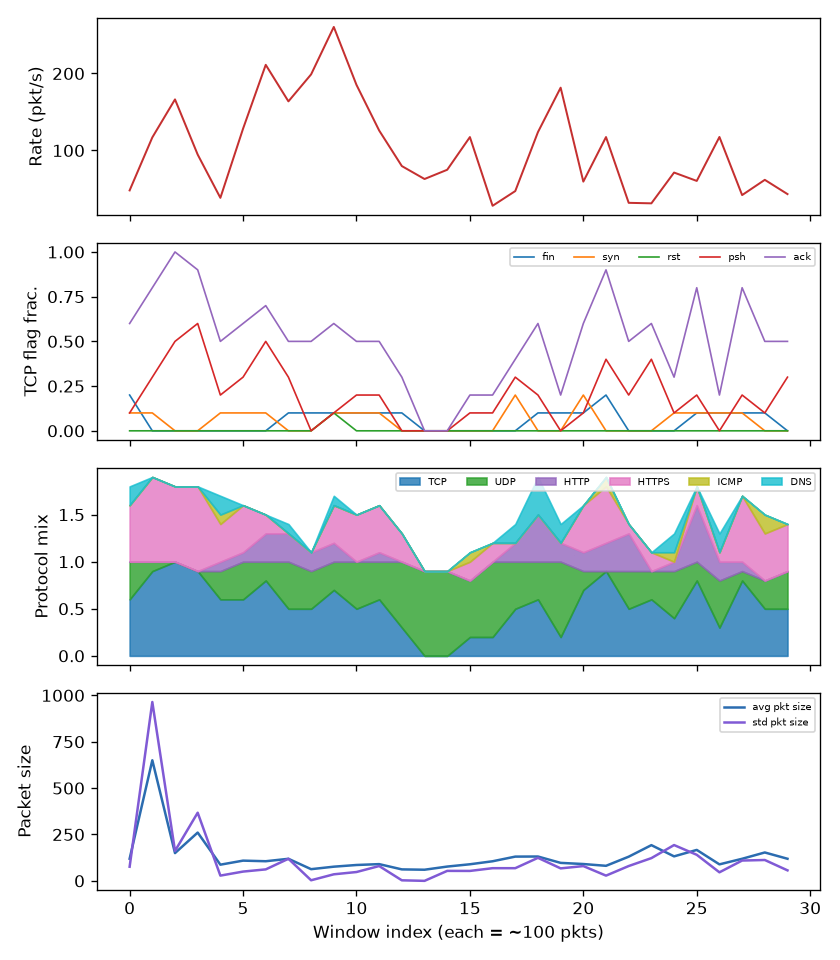 Rate (pkt/s)
200
100
TCP flag frac.
1.00
0.75
0.50
0.25
0.00
fin syn rst psh ack
Protocol mix
1.5
1.0
0.5
0.0
TCP UDP HTTP HTTPS ICMP DNS
Packet size
1000
750
500
250
0
avg pkt size
std pkt size
0 5 10 15 20 25 30
Window index (each = ~100 pkts)